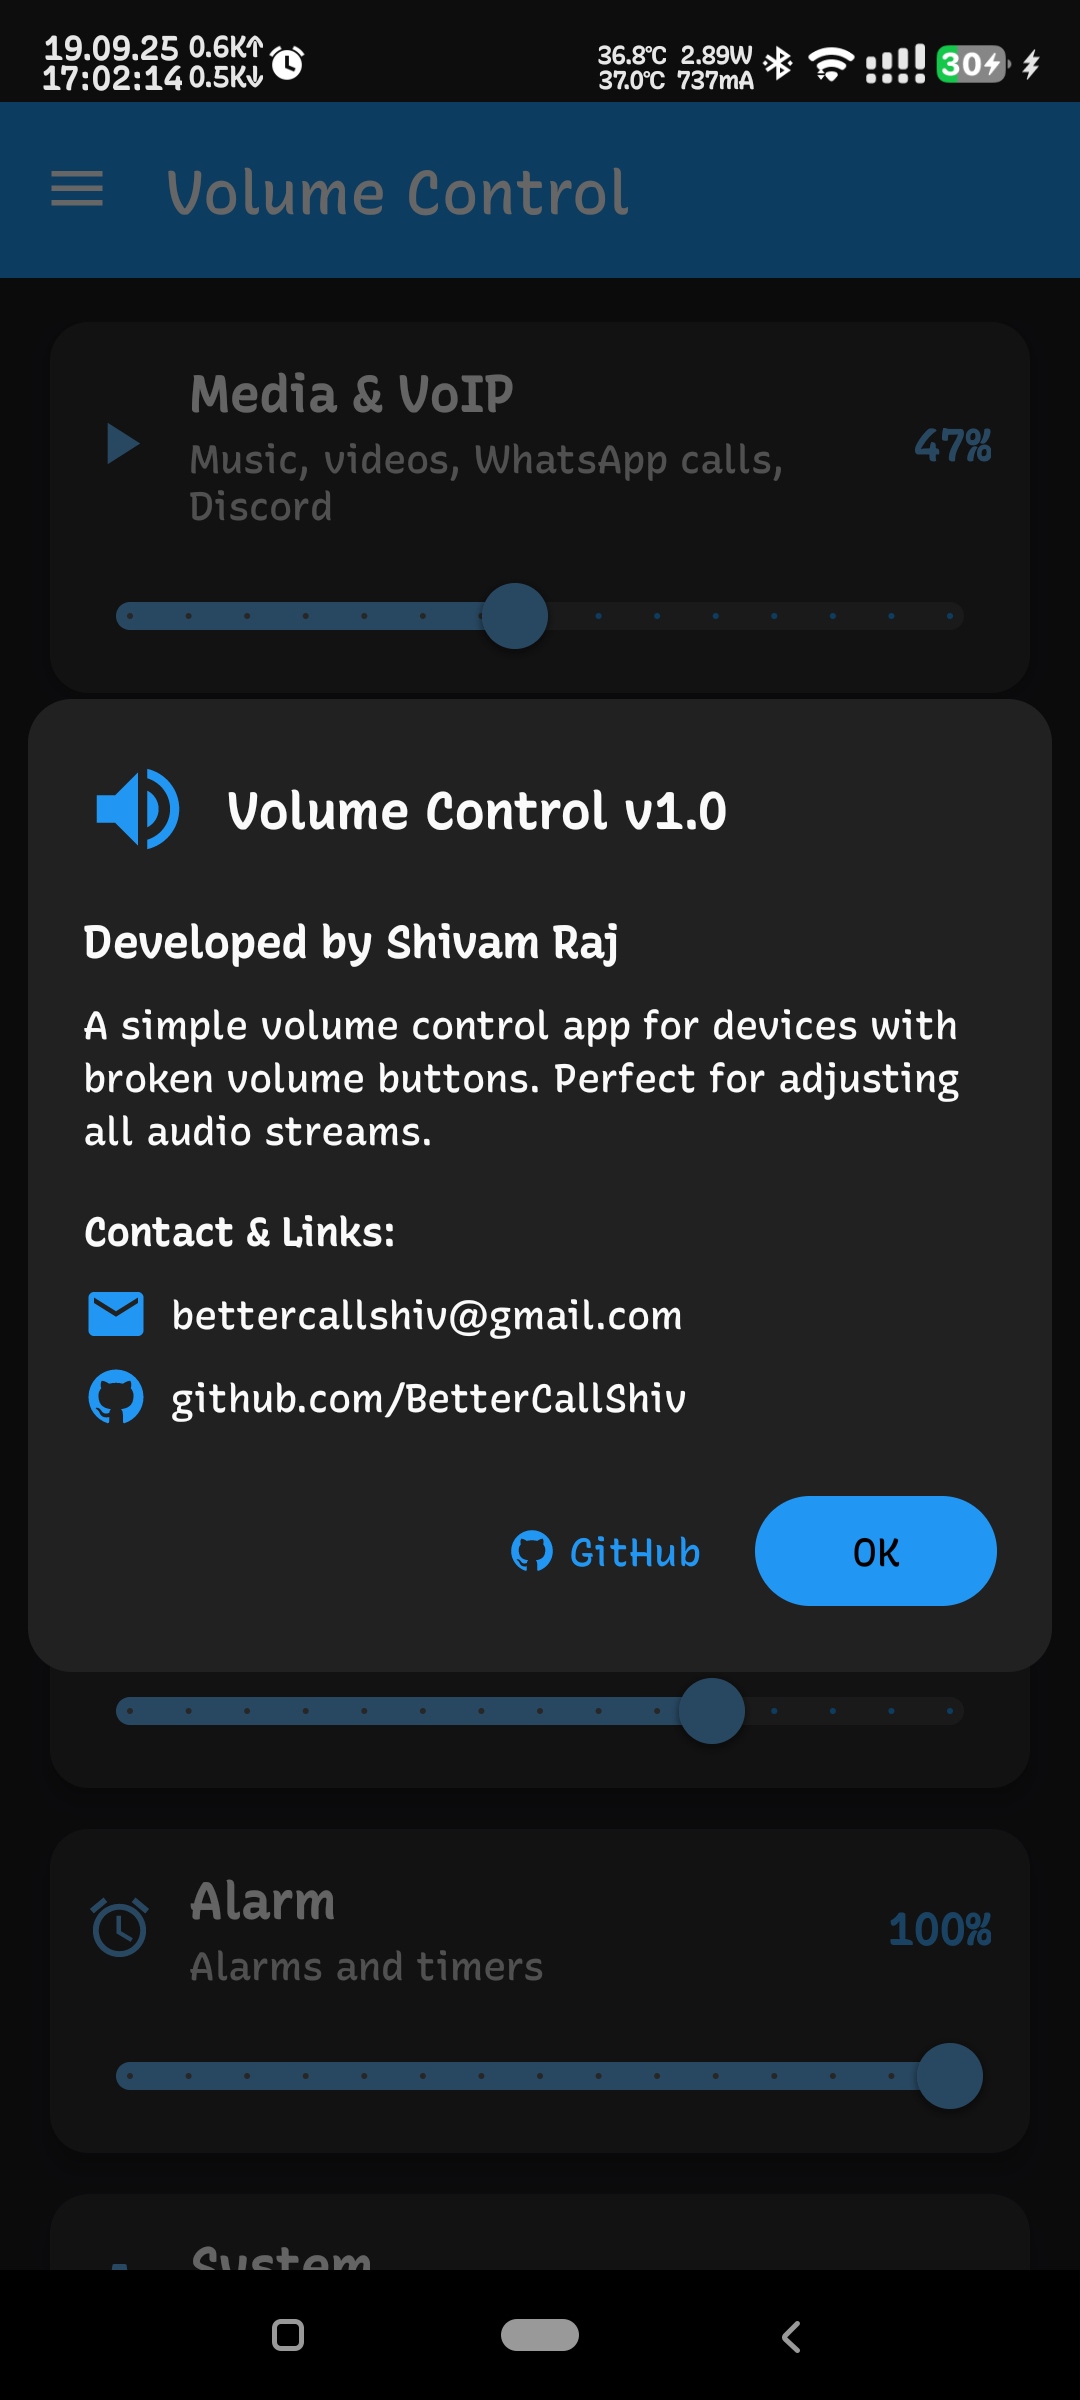 19.09.25 0.6K↑
17:02:14 0.5K↓
36.8°C 2.89W
37.0°C 737mA
30
Volume Control
Media & VoIP
Music, videos, WhatsApp calls,
Discord
47%
Volume Control v1.0
Developed by Shivam Raj
A simple volume control app for devices with
broken volume buttons. Perfect for adjusting
all audio streams.
Contact & Links:
bettercallshiv@gmail.com
github.com/BetterCallShiv
GitHub
OK
Alarm
Alarms and timers
100%
System